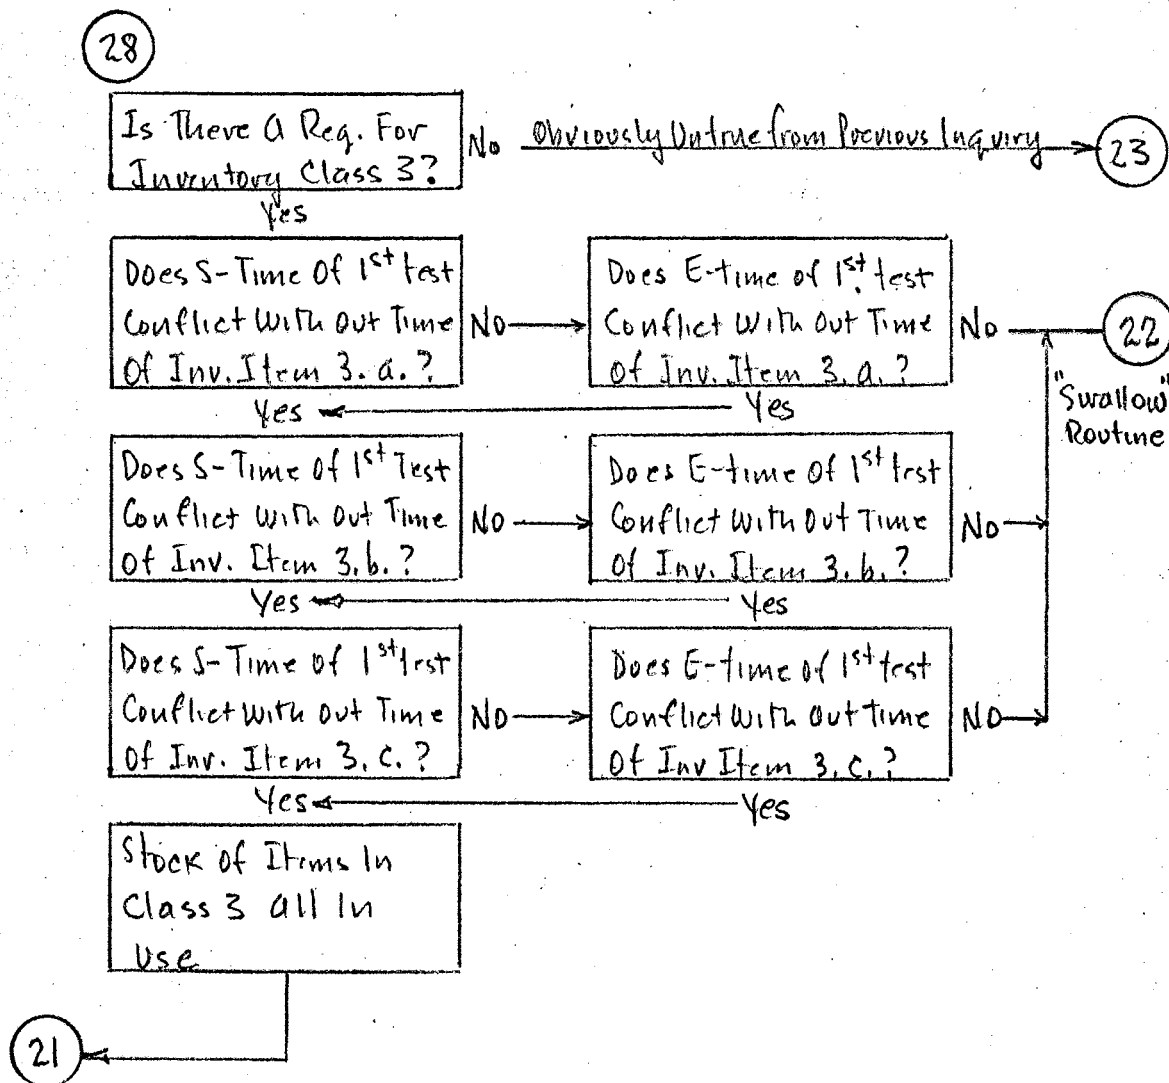 28
Is There A Req. For
Inventory Class 3?
No Obviously Untrue from Previous Inquiry 23
Yes
Does S-Time Of 1st test
Conflict With Out Time
Of Inv. Item 3. a.?
No
Does E-time of 1st test
Conflict With Out Time
of Inv. Item 3. a.?
No
22
"Swallow"
Routine
Yes
Yes
Does S-Time Of 1st Test
Conflict With Out Time
Of Inv. Item 3. b.?
No
Does E-time of 1st test
Conflict With Out Time
Of Inv. Item 3. b.?
No
Yes
Yes
Does S-Time of 1st test
Conflict With Out Time
Of Inv. Item 3. c.?
No
Does E-time of 1st test
Conflict With Out time
Of Inv Item 3. c.?
No
Yes
Yes
Stock of Items In
Class 3 all In
Use
21